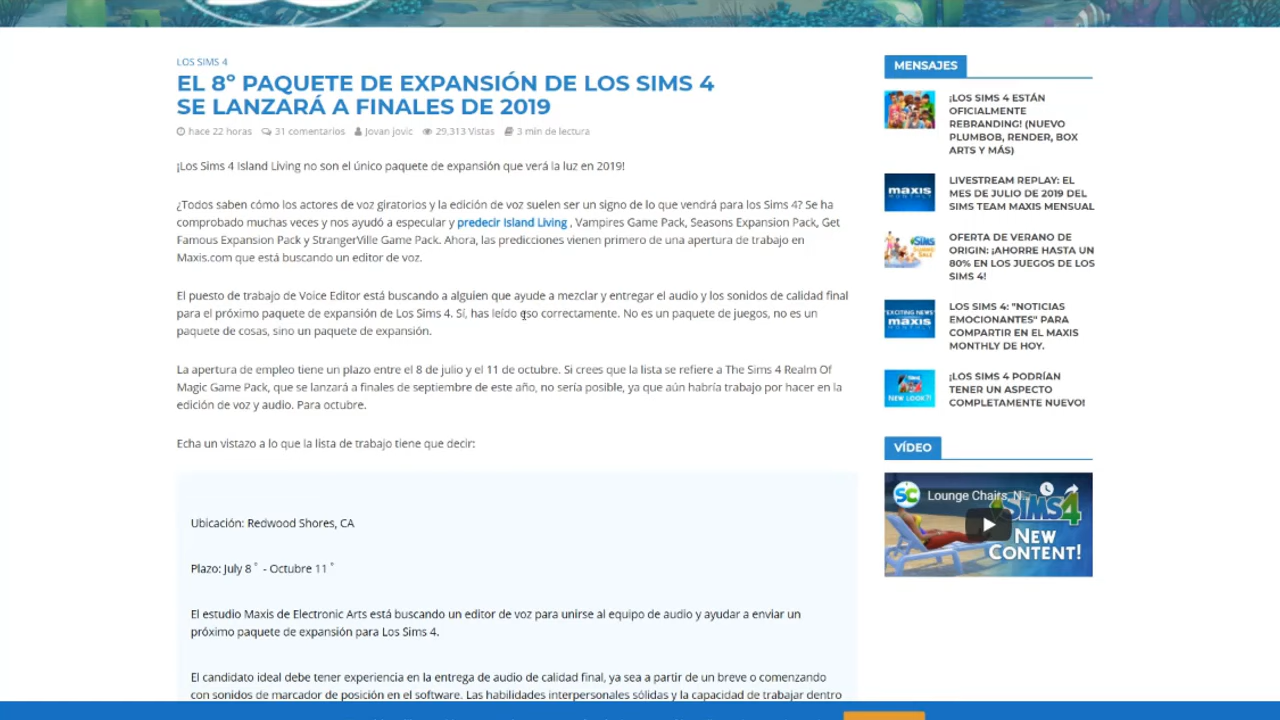 LOS SIMS 4
EL 8º PAQUETE DE EXPANSIÓN DE LOS SIMS 4
SE LANZARÁ A FINALES DE 2019
hace 22 horas 31 comentarios Jovan jovic 29,313 Vistas 3 min de lectura
¡Los Sims 4 Island Living no son el único paquete de expansión que verá la luz en 2019!
¿Todos saben cómo los actores de voz giratorios y la edición de voz suelen ser un signo de lo que vendrá para los Sims 4? Se ha
comprobado muchas veces y nos ayudó a especular y predecir Island Living , Vampires Game Pack, Seasons Expansion Pack, Get
Famous Expansion Pack y StrangerVille Game Pack. Ahora, las predicciones vienen primero de una apertura de trabajo en
Maxis.com que está buscando un editor de voz.
El puesto de trabajo de Voice Editor está buscando a alguien que ayude a mezclar y entregar el audio y los sonidos de calidad final
para el próximo paquete de expansión de Los Sims 4. Sí, has leído eso correctamente. No es un paquete de juegos, no es un
paquete de cosas, sino un paquete de expansión.
La apertura de empleo tiene un plazo entre el 8 de julio y el 11 de octubre. Si crees que la lista se refiere a The Sims 4 Realm Of
Magic Game Pack, que se lanzará a finales de septiembre de este año, no sería posible, ya que aún habría trabajo por hacer en la
edición de voz y audio. Para octubre.
Echa un vistazo a lo que la lista de trabajo tiene que decir:
Ubicación: Redwood Shores, CA
Plazo: July 8 ° - Octubre 11 °
El estudio Maxis de Electronic Arts está buscando un editor de voz para unirse al equipo de audio y ayudar a enviar un
próximo paquete de expansión para Los Sims 4.
El candidato ideal debe tener experiencia en la entrega de audio de calidad final, ya sea a partir de un breve o comenzando
con sonidos de marcador de posición en el software. Las habilidades interpersonales sólidas y la capacidad de trabajar dentro
MENSAJES
¡LOS SIMS 4 ESTÁN
OFICIALMENTE
REBRANDING! (NUEVO
PLUMBOB, RENDER, BOX
ARTS Y MÁS)
maxis
MONTHLY
LIVESTREAM REPLAY: EL
MES DE JULIO DE 2019 DEL
SIMS TEAM MAXIS MENSUAL
OFERTA DE VERANO DE
ORIGIN: ¡AHORRE HASTA UN
80% EN LOS JUEGOS DE LOS
SIMS 4!
"EXCITING NEWS"
maxis
MONTHLY
LOS SIMS 4: "NOTICIAS
EMOCIONANTES" PARA
COMPARTIR EN EL MAXIS
MONTHLY DE HOY.
NEW LOOK?!
¡LOS SIMS 4 PODRÍAN
TENER UN ASPECTO
COMPLETAMENTE NUEVO!
VÍDEO
SC
Lounge Chairs, N...
SIMS 4
NEW
CONTENT!